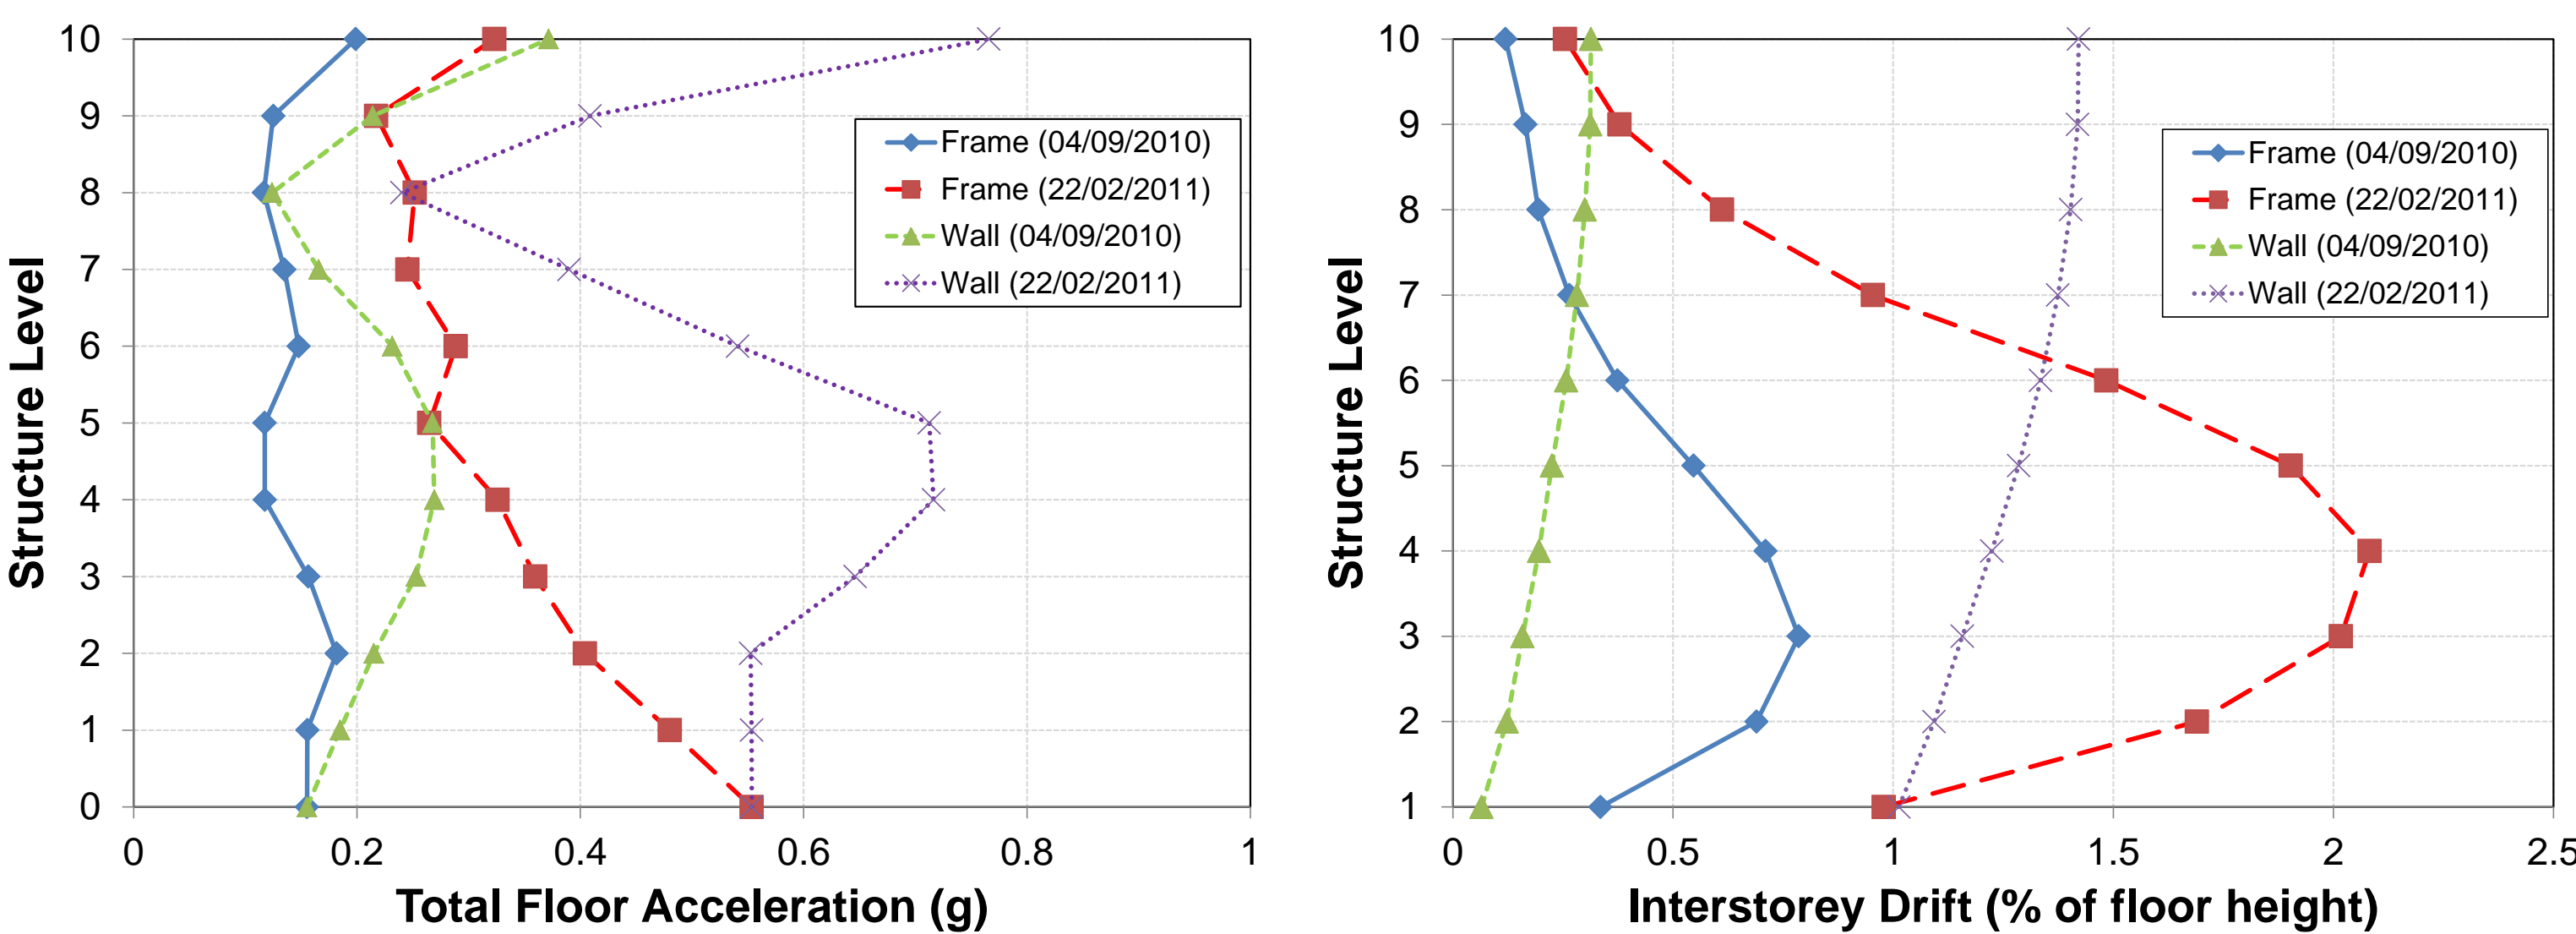 10
9
8
7
6
5
4
3
2
1
0
Structure Level
0 0.2 0.4 0.6 0.8 1
Total Floor Acceleration (g)
Frame (04/09/2010)
Frame (22/02/2011)
Wall (04/09/2010)
Wall (22/02/2011)
10
9
8
7
6
5
4
3
2
1
Structure Level
0 0.5 1 1.5 2 2.5
Interstorey Drift (% of floor height)
Frame (04/09/2010)
Frame (22/02/2011)
Wall (04/09/2010)
Wall (22/02/2011)